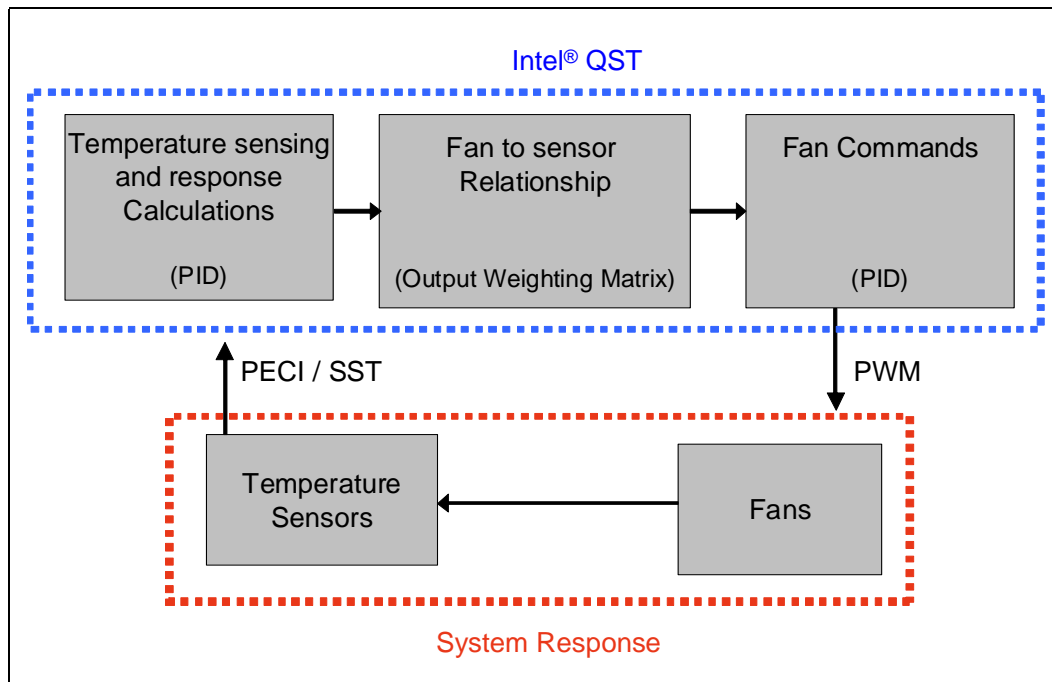 Intel® QST
Temperature sensing
and response
Calculations
(PID)
Fan to sensor
Relationship
(Output Weighting Matrix)
Fan Commands
(PID)
PECI / SST
PWM
Temperature
Sensors
Fans
System Response